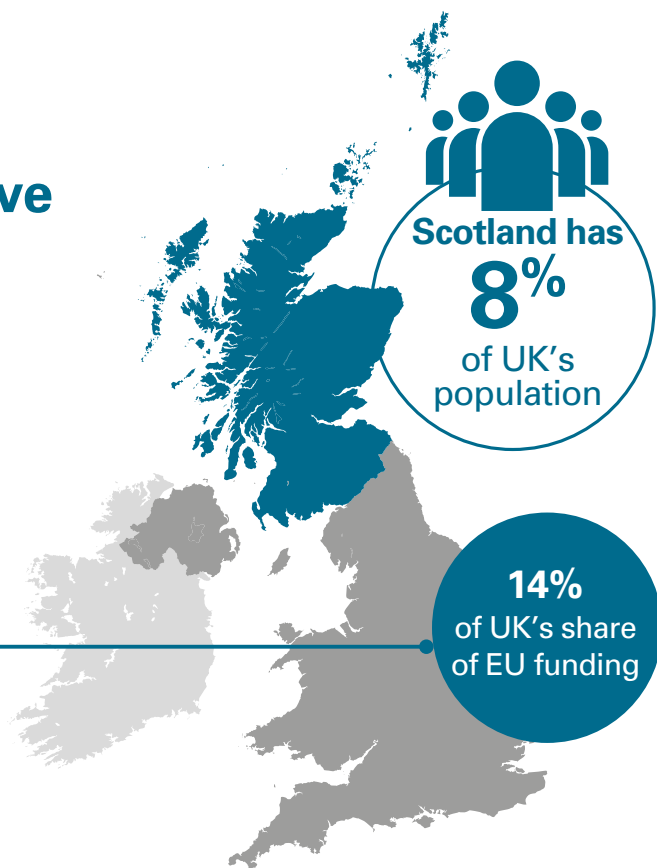 ve
Scotland has
8%
of UK's
population
14%
of UK's share
of EU funding